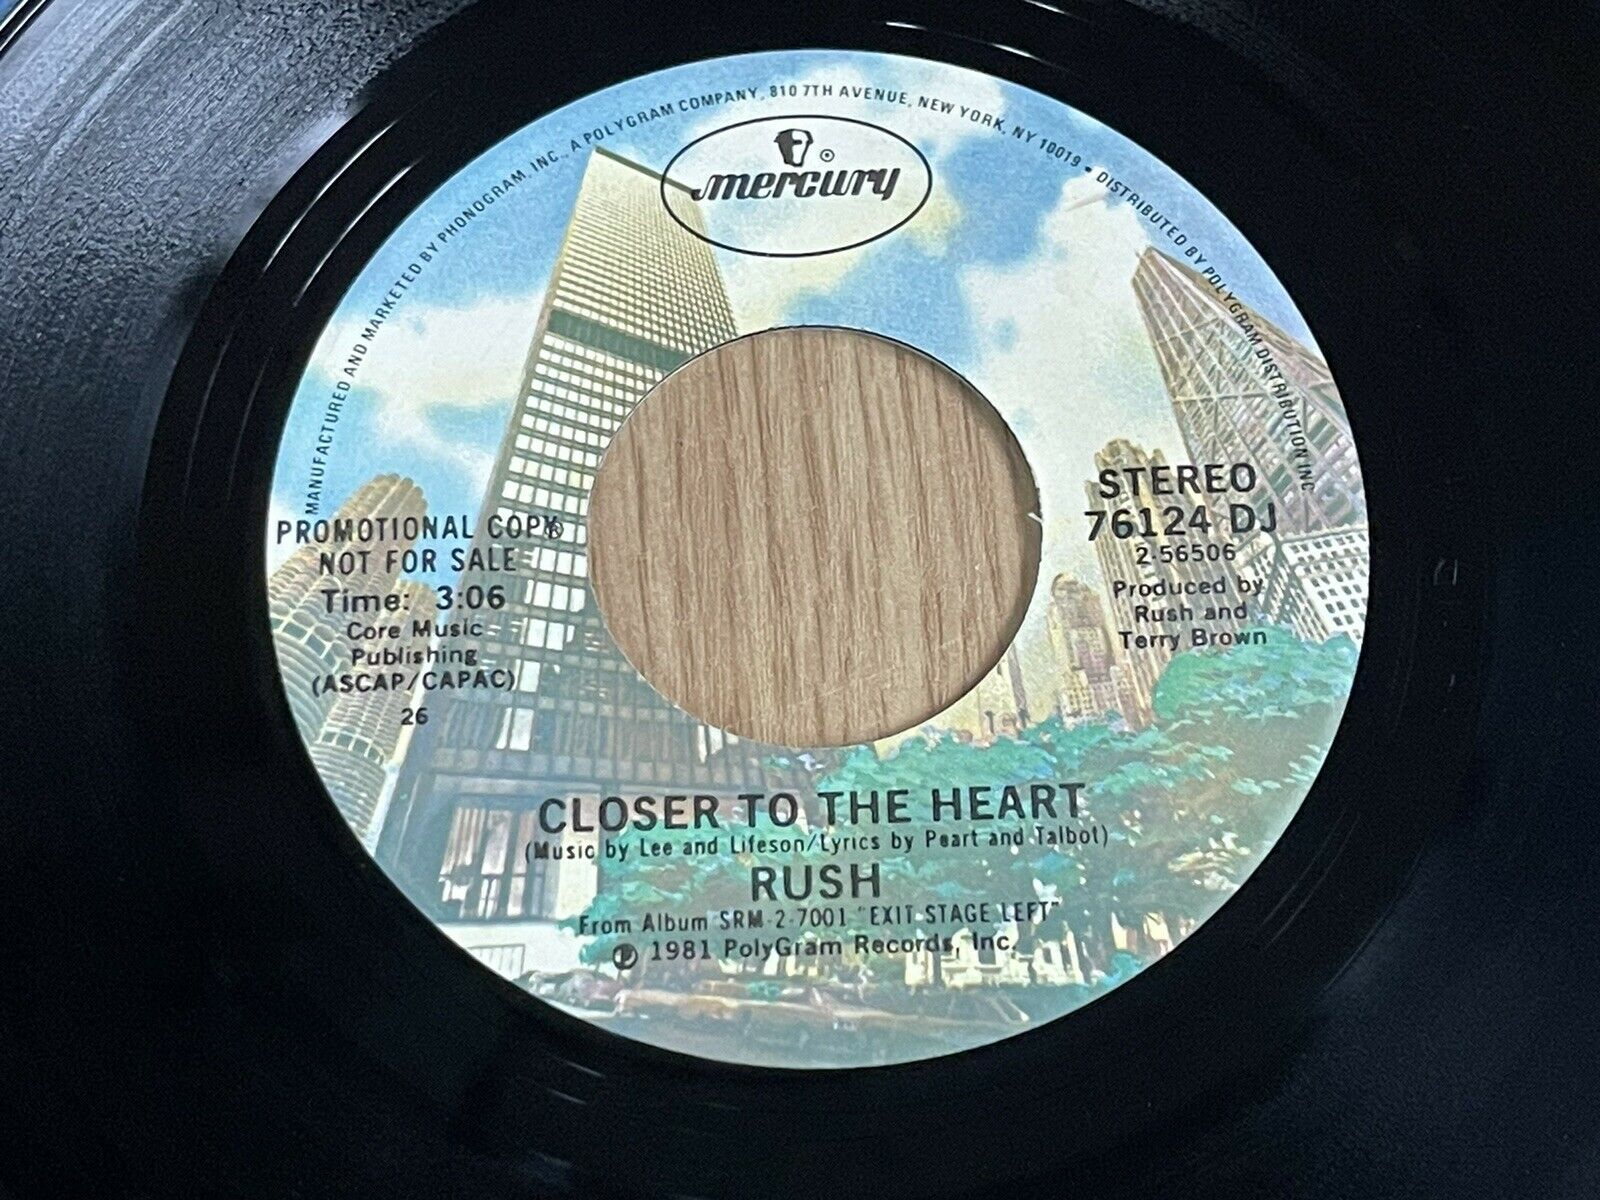 MANUFACTURED AND MARKETED BY PHONOGRAM, INC., A POLYGRAM COMPANY, 810 7TH AVENUE, NEW YORK, NY 10019 • DISTRIBUTED BY POLYGRAM DISTRIBUTION INC
mercury®
PROMOTIONAL COPY
NOT FOR SALE
Time: 3:06
Core Music
Publishing
(ASCAP/CAPAC)
26
STEREO
76124 DJ
2-56506
Produced by
Rush and
Terry Brown
CLOSER TO THE HEART
(Music by Lee and Lifeson/Lyrics by Peart and Talbot)
RUSH
From Album SRM-2-7001 "EXIT STAGE LEFT"
℗ 1981 PolyGram Records, Inc.